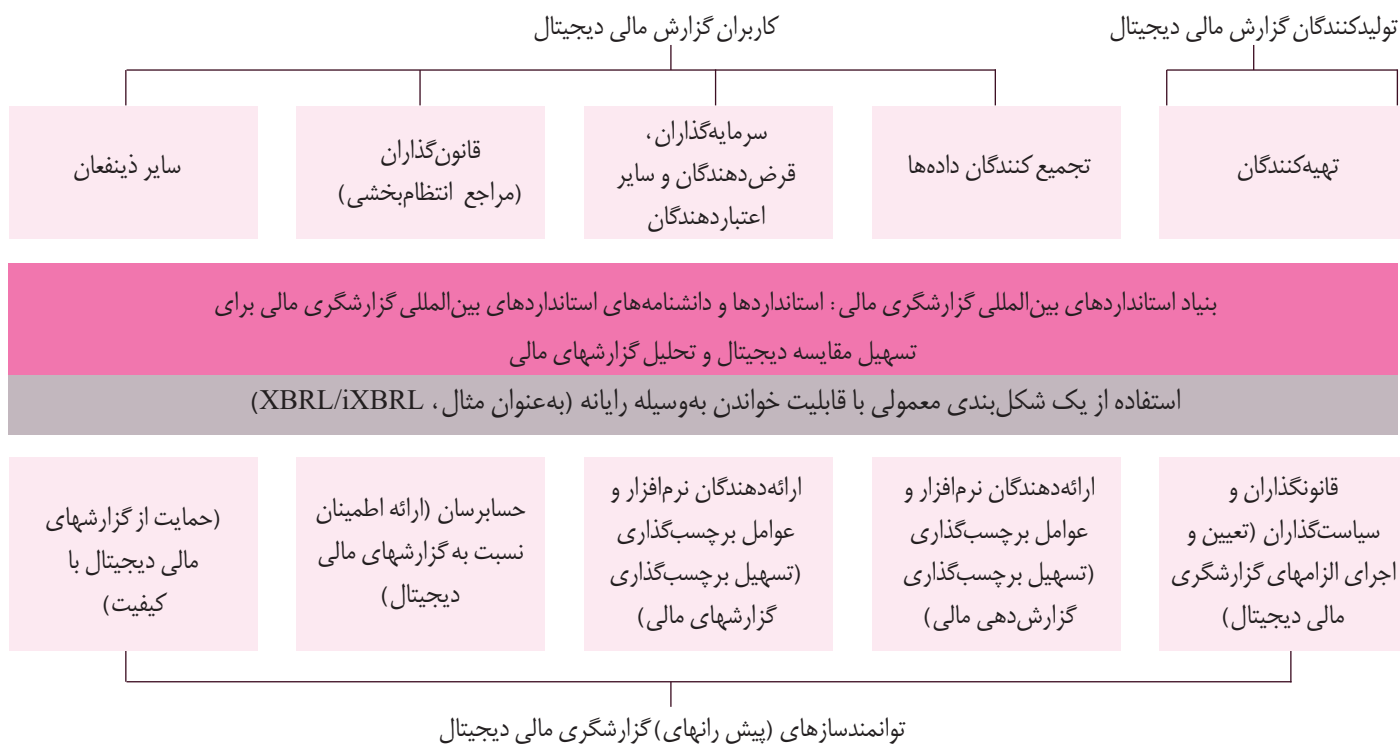 تولیدکنندگان گزارش مالی دیجیتال
کاربران گزارش مالی دیجیتال
تهیه‌کنندگان
تجمیع کنندگان داده‌ها
سرمایه‌گذاران،
قرض‌دهندگان و سایر
اعتباردهندگان
قانون‌گذاران
(مراجع انتظام‌بخشی)
سایر ذینفعان
بنیاد استانداردهای بین‌المللی گزارشگری مالی: استانداردها و دانشنامه‌های استانداردهای بین‌المللی گزارشگری مالی برای
تسهیل مقایسه دیجیتال و تحلیل گزارشهای مالی
استفاده از یک شکل‌بندی معمولی با قابلیت خواندن به‌وسیله رایانه (به‌عنوان مثال، XBRL/iXBRL)
قانونگذاران و
سیاست‌گذاران (تعیین و
اجرای الزامهای گزارشگری
مالی دیجیتال)
ارائه‌دهندگان نرم‌افزار و
عوامل برچسب‌گذاری
(تسهیل برچسب‌گذاری
گزارش‌دهی مالی)
ارائه‌دهندگان نرم‌افزار و
عوامل برچسب‌گذاری
(تسهیل برچسب‌گذاری
گزارشهای مالی)
حسابرسان (ارائه اطمینان
نسبت به گزارشهای مالی
دیجیتال)
(حمایت از گزارشهای
مالی دیجیتال با
کیفیت)
توانمندسازهای (پیش رانهای) گزارشگری مالی دیجیتال